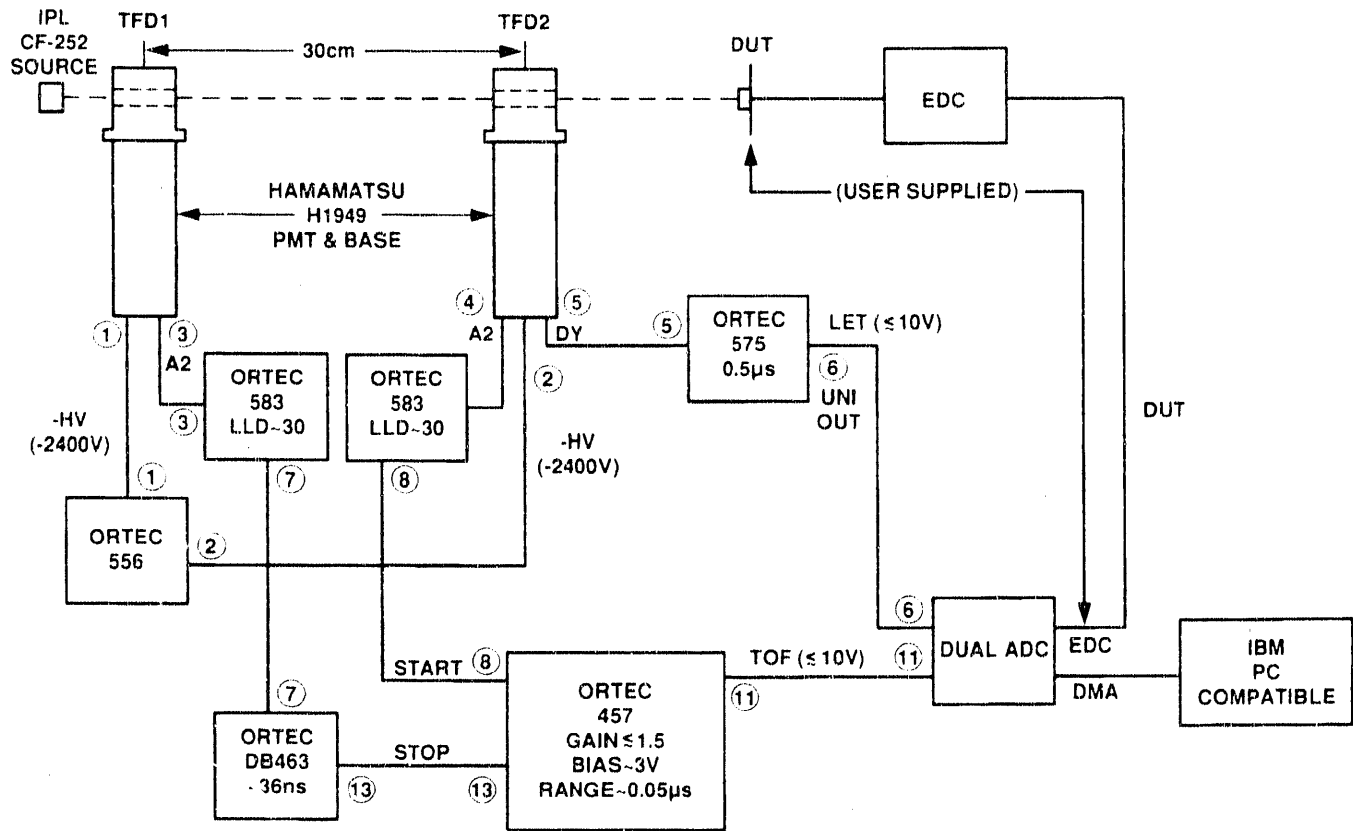 IPL
CF-252
SOURCE
TFD1
TFD2
30cm
DUT
EDC
HAMAMATSU
H1949
PMT & BASE
(USER SUPPLIED)
1
3
A2
4
A2
5
DY
2
5
ORTEC
575
0.5µs
LET (≤10V)
6
UNI
OUT
DUT
3
ORTEC
583
LLD~30
ORTEC
583
LLD~30
-HV
(-2400V)
-HV
(-2400V)
1
7
8
ORTEC
556
2
6
DUAL ADC
EDC
DMA
IBM
PC
COMPATIBLE
START
8
TOF (≤10V)
11
11
7
ORTEC
DB463
- 36ns
STOP
13
13
ORTEC
457
GAIN≤1.5
BIAS~3V
RANGE~0.05µs